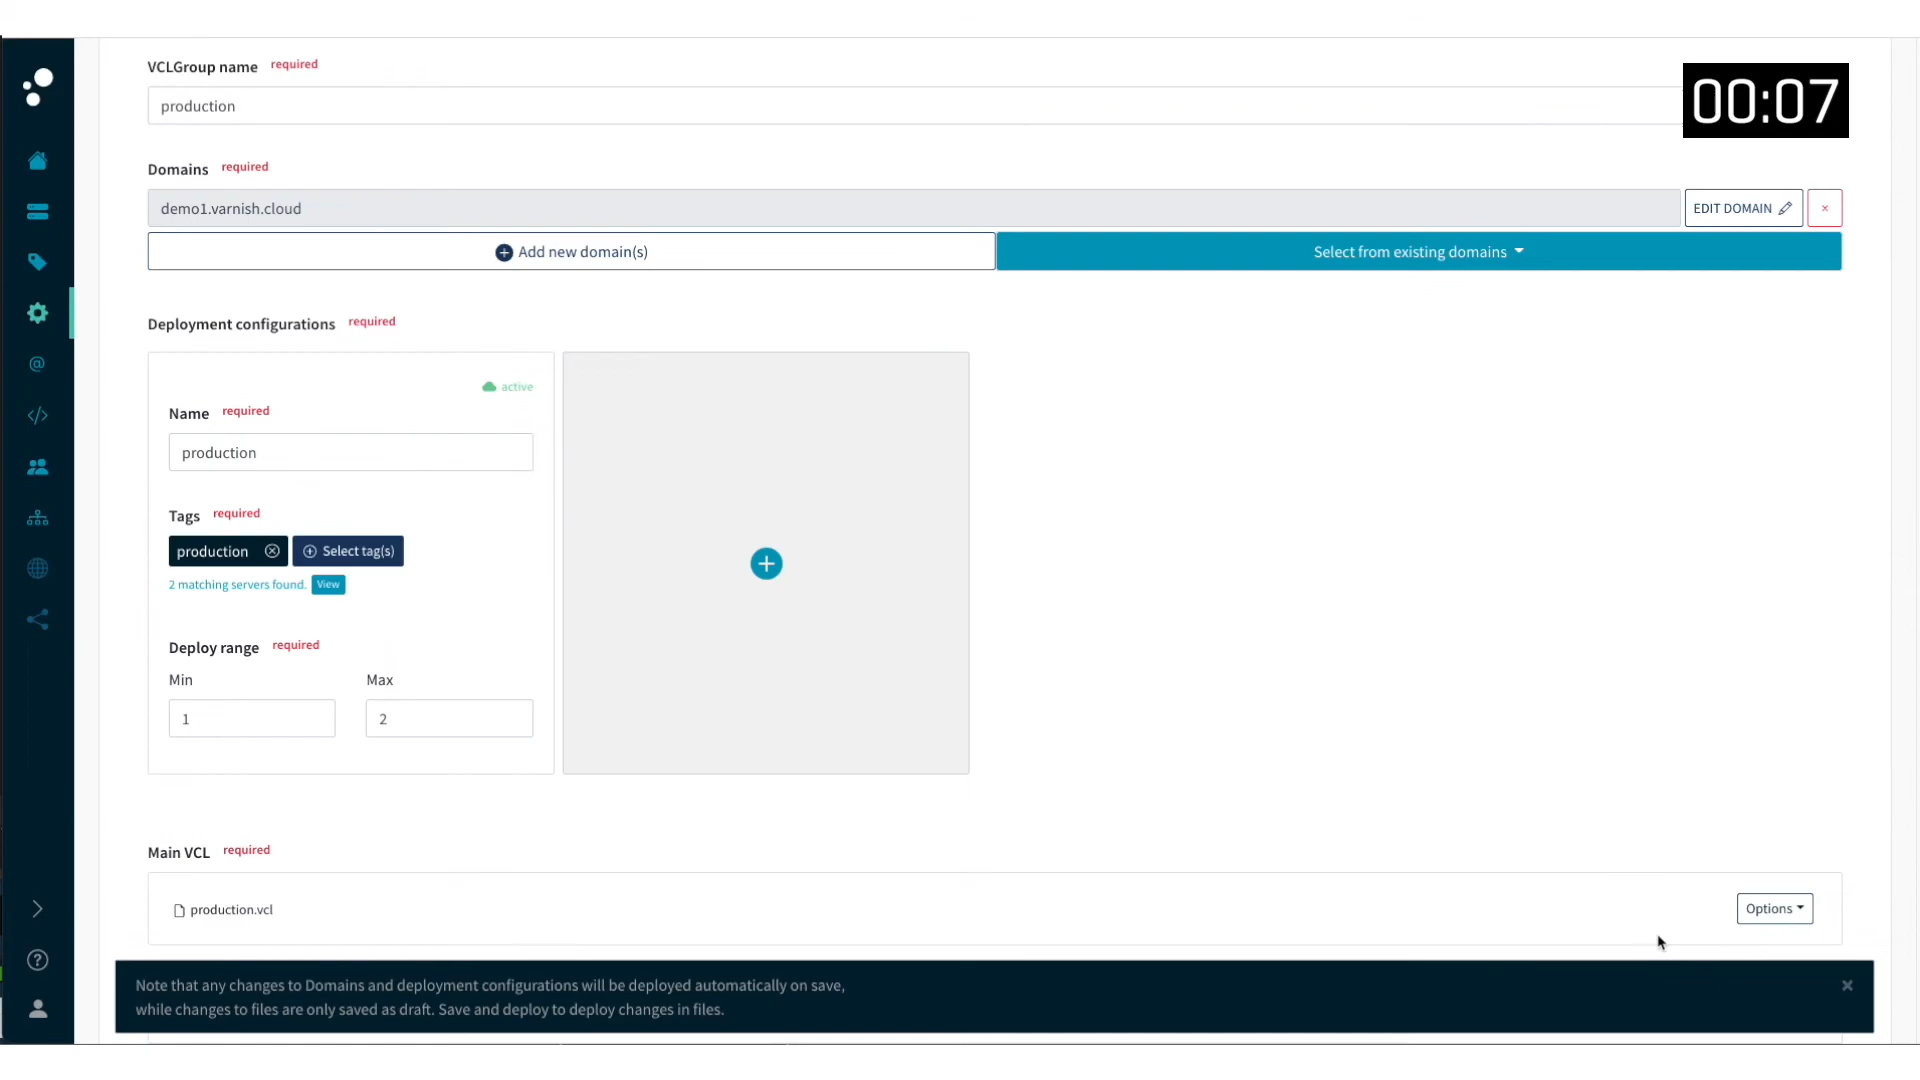 VCLGroup name required
production
00:07
Domains required
demo1.varnish.cloud
EDIT DOMAIN ×
Add new domain(s)
Select from existing domains
Deployment configurations required
active
Name required
production
Tags required
production Select tag(s)
2 matching servers found. View
Deploy range required
Min Max
1 2
Main VCL required
production.vcl
Options
Note that any changes to Domains and deployment configurations will be deployed automatically on save,
while changes to files are only saved as draft. Save and deploy to deploy changes in files.